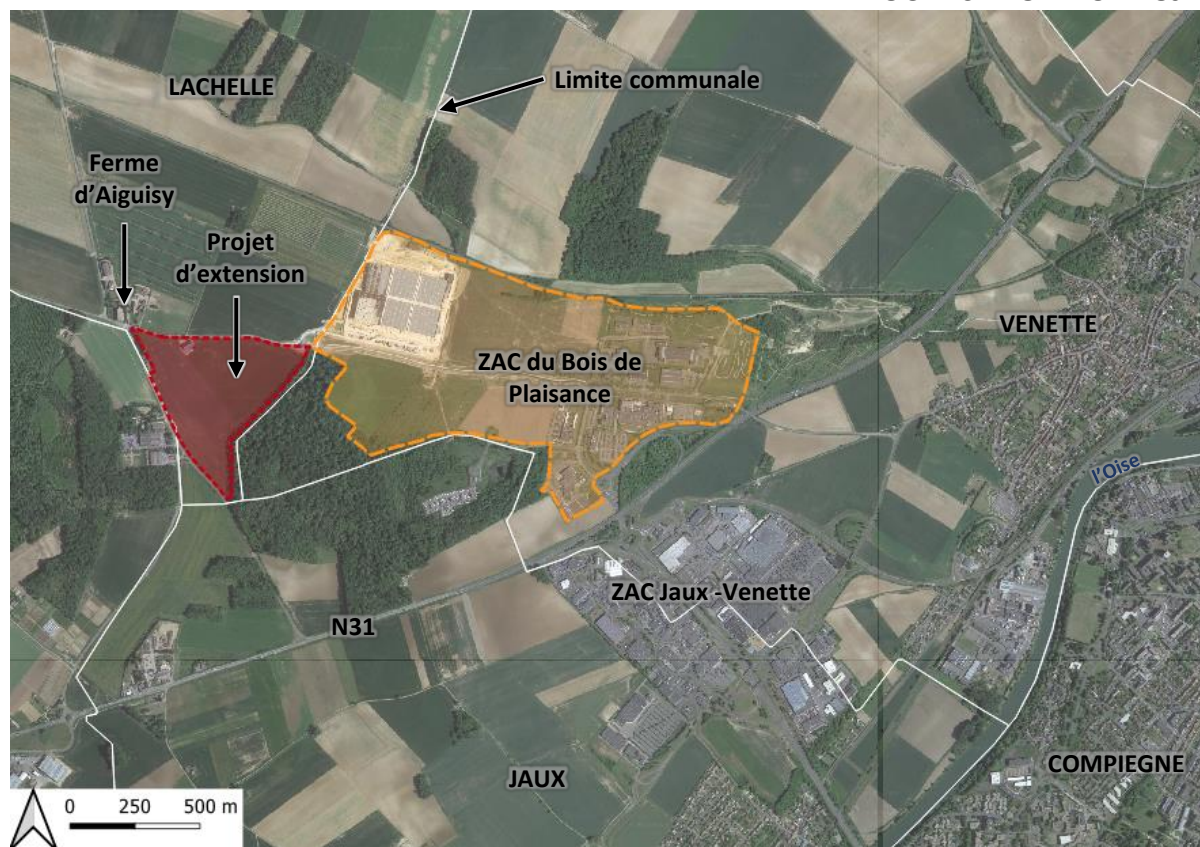 LACHELLE
Limite communale
Ferme
d'Aiguisy
Projet
d'extension
ZAC du Bois de
Plaisance
VENETTE
l'Oise
ZAC Jaux -Venette
N31
JAUX
COMPIEGNE
0 250 500 m